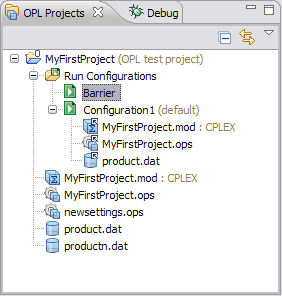 OPL Projects Debug
MyFirstProject (OPL test project)
Run Configurations
Barrier
Configuration1 (default)
MyFirstProject.mod : CPLEX
MyFirstProject.ops
product.dat
MyFirstProject.mod : CPLEX
MyFirstProject.ops
newsettings.ops
product.dat
productn.dat